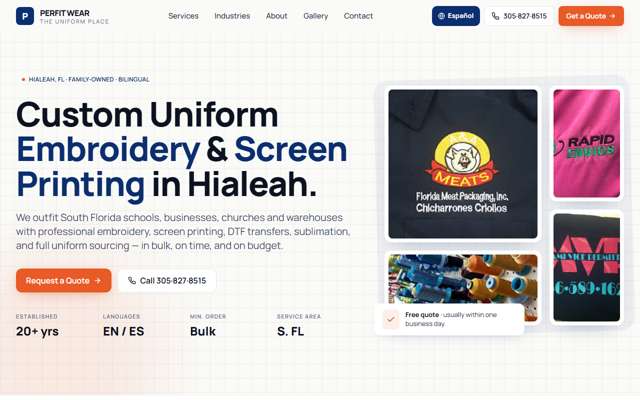 P
PERFIT WEAR
THE UNIFORM PLACE
Services
Industries
About
Gallery
Contact
Español
305-827-8515
Get a Quote →
HIALEAH, FL · FAMILY-OWNED · BILINGUAL
Custom Uniform
Embroidery & Screen
Printing in Hialeah.
We outfit South Florida schools, businesses, churches and warehouses
with professional embroidery, screen printing, DTF transfers, sublimation,
and full uniform sourcing — in bulk, on time, and on budget.
Request a Quote →
Call 305-827-8515
ESTABLISHED
20+ yrs
LANGUAGES
EN / ES
MIN. ORDER
Bulk
SERVICE AREA
S. FL
MEATS
Florida Meat Packaging, Inc.
Chicharrones Criollos
RAPID
Free quote · usually within one
business day.